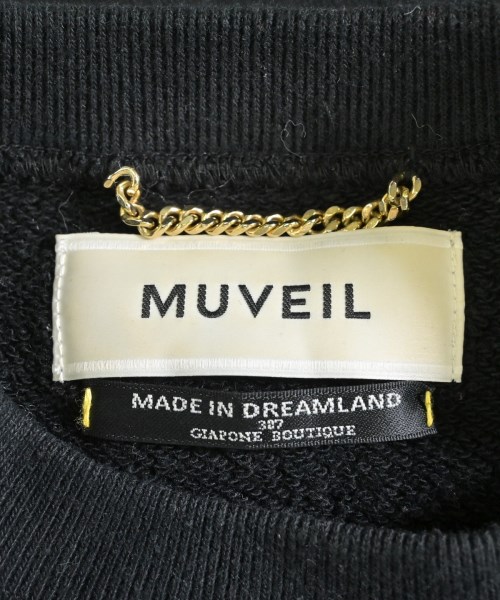 MUVEIL
MADE IN DREAMLAND
387
GIAPONE BOUTIQUE